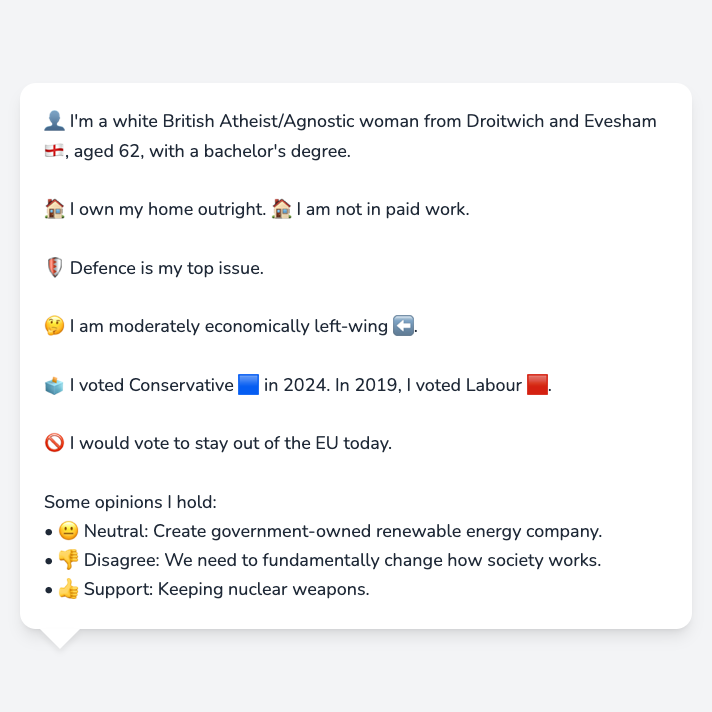 👤 I'm a white British Atheist/Agnostic woman from Droitwich and Evesham
🏴󠁧󠁢󠁥󠁮󠁧󠁿, aged 62, with a bachelor's degree.
🏠 I own my home outright. 🏠 I am not in paid work.
🛡️ Defence is my top issue.
🤔 I am moderately economically left-wing ⬅️.
🗳️ I voted Conservative 🟦 in 2024. In 2019, I voted Labour 🟥.
🚫 I would vote to stay out of the EU today.
Some opinions I hold:
• 😐 Neutral: Create government-owned renewable energy company.
• 👎 Disagree: We need to fundamentally change how society works.
• 👍 Support: Keeping nuclear weapons.